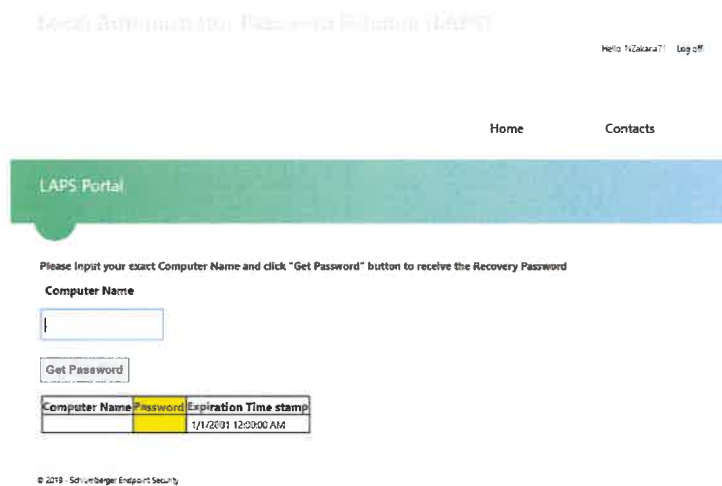 Local Administrator Password Solution (LAPS)
Hello NZakaria71 Log off
Home Contacts
LAPS Portal
Please Input your exact Computer Name and click "Get Password" button to receive the Recovery Password
Computer Name
Get Password
Computer Name Password Expiration Time stamp
1/1/2001 12:00:00 AM
© 2019 - Schlumberger Endpoint Security